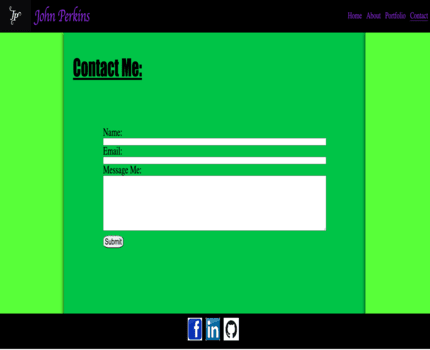 JP John Perkins
Home About Portfolio Contact
Contact Me:
Name:
Email:
Message Me:
Submit
f in